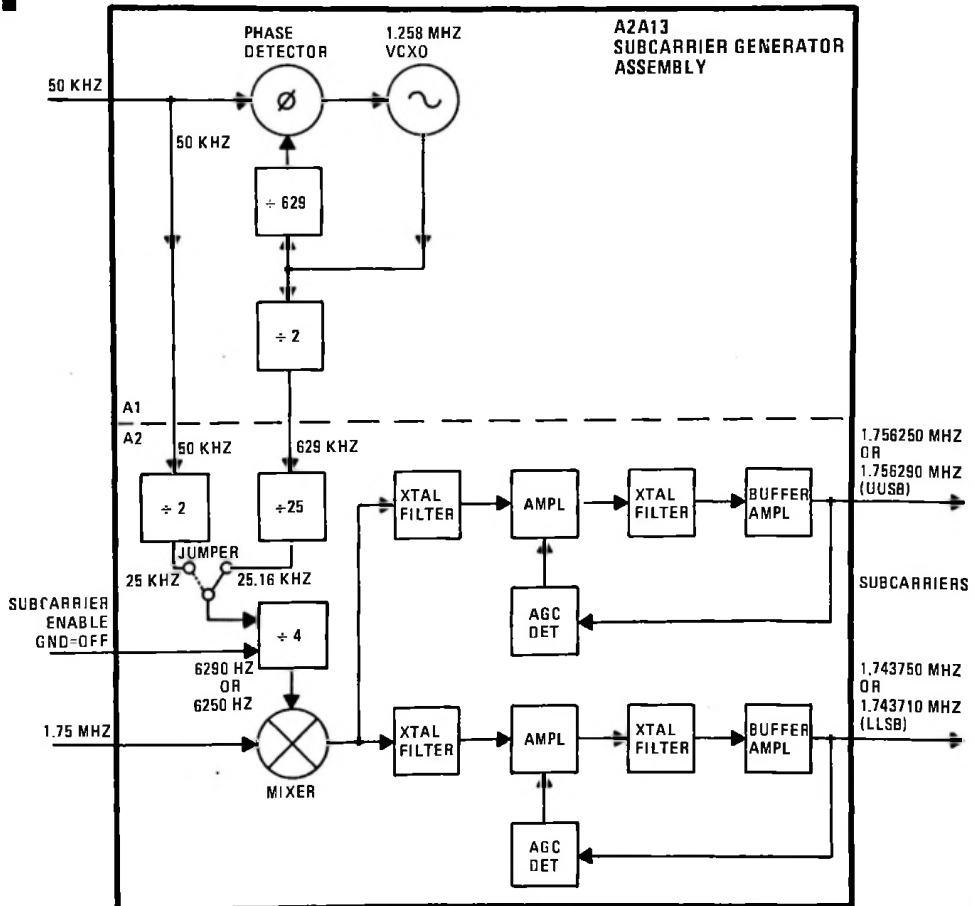 A2A13
SUBCARRIER GENERATOR
ASSEMBLY
PHASE
DETECTOR
1.258 MHZ
VCXO
50 KHZ
Ø
50 KHZ
÷ 629
÷ 2
A1
A2
50 KHZ
629 KHZ
÷ 2
÷25
JUMPER
25 KHZ
25.16 KHZ
SUBCARRIER
ENABLE
GND=OFF
÷ 4
6290 HZ
OR
6250 HZ
1.75 MHZ
MIXER
XTAL
FILTER
AMPL
XTAL
FILTER
BUFFER
AMPL
AGC
DET
1.756250 MHZ
OR
1.756290 MHZ
(UUSB)
SUBCARRIERS
XTAL
FILTER
AMPL
XTAL
FILTER
BUFFER
AMPL
AGC
DET
1,743750 MHZ
OR
1.743710 MHZ
(LLSB)